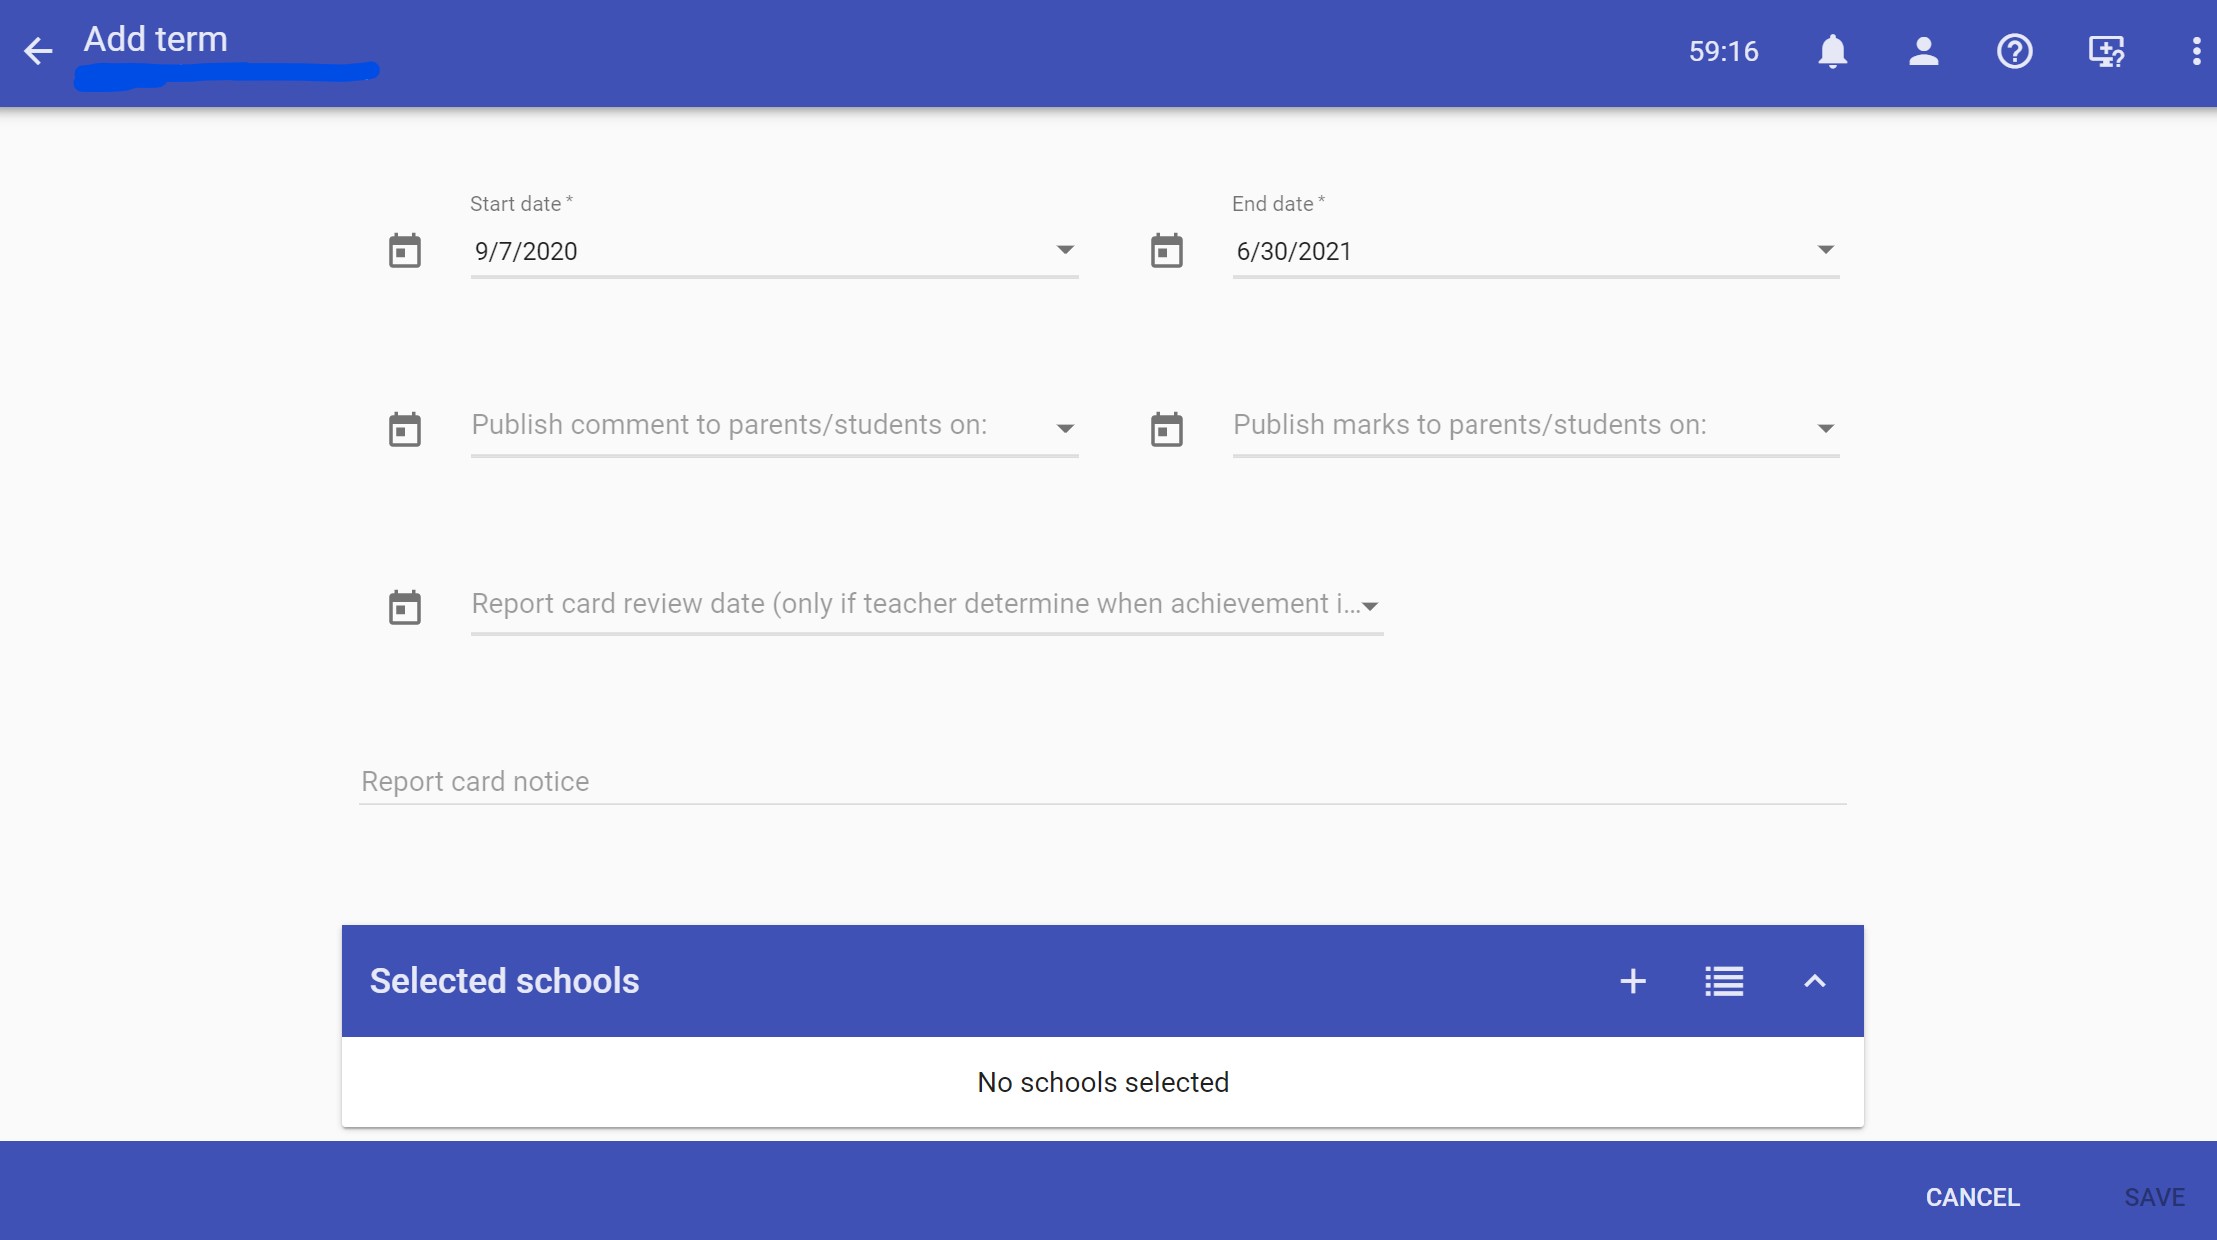 Add term
59:16
Start date *
End date *
9/7/2020
6/30/2021
Publish comment to parents/students on:
Publish marks to parents/students on:
Report card review date (only if teacher determine when achievement i...
Report card notice
Selected schools
No schools selected
CANCEL
SAVE